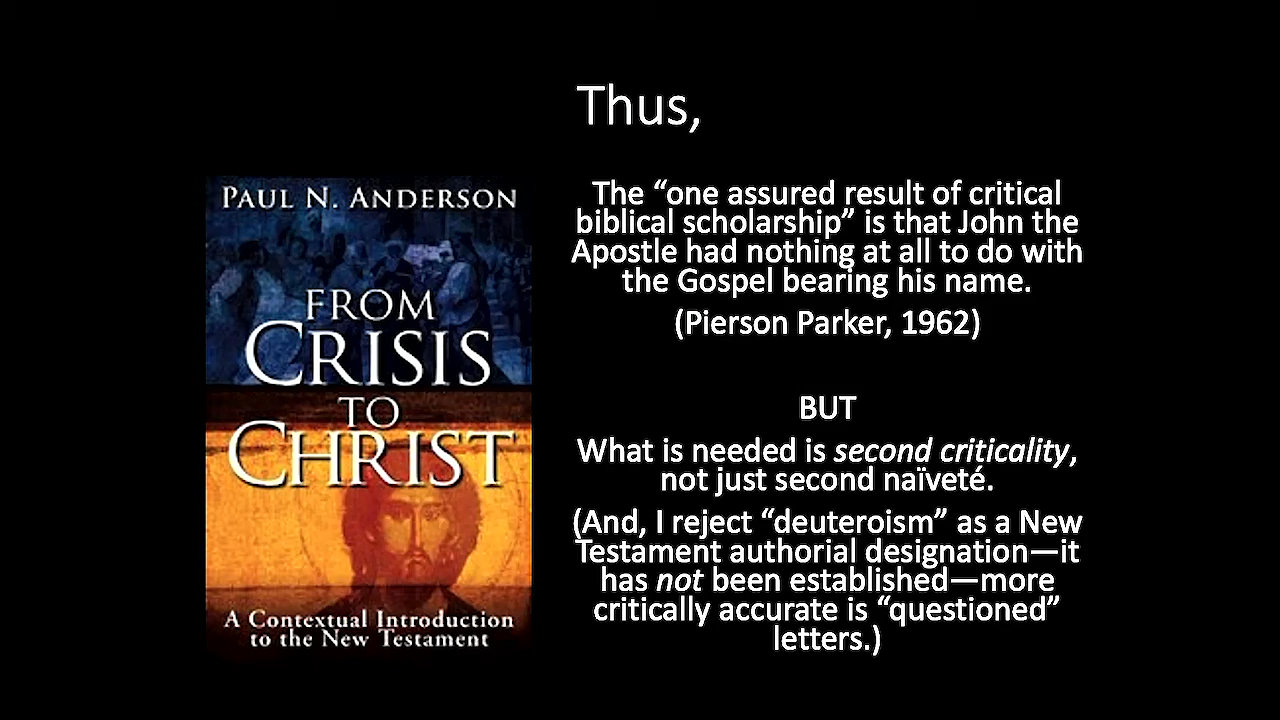 Thus,
PAUL N. ANDERSON
FROM
CRISIS
TO
CHRIST
A Contextual Introduction
to the New Testament
The “one assured result of critical
biblical scholarship” is that John the
Apostle had nothing at all to do with
the Gospel bearing his name.
(Pierson Parker, 1962)
BUT
What is needed is second criticality,
not just second naïveté.
(And, I reject “deuteroism” as a New
Testament authorial designation—it
has not been established—more
critically accurate is “questioned”
letters.)